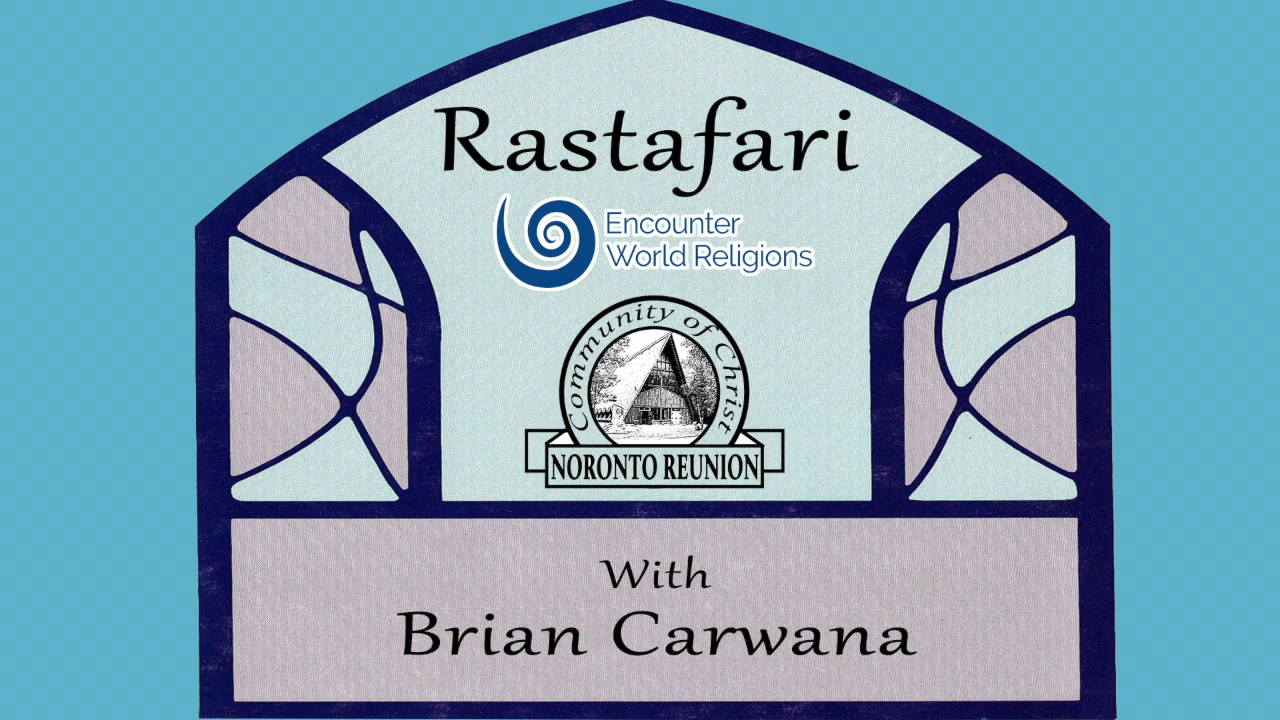 Rastafari
Encounter
World Religions
Community of Christ
NORONTO REUNION
With
Brian Carwana